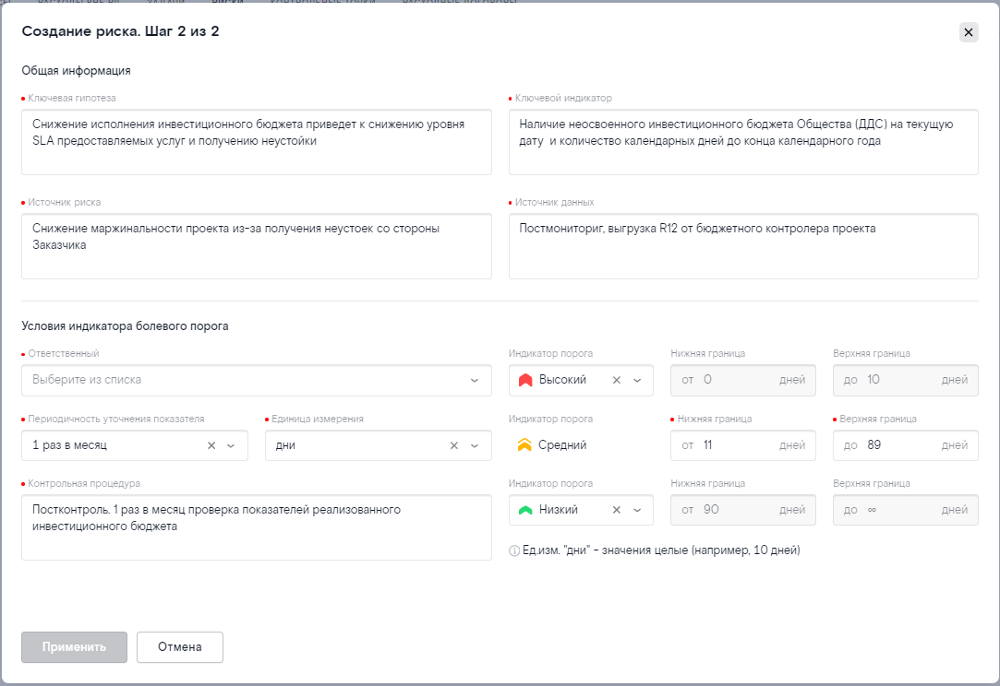 Создание риска. Шаг 2 из 2
Общая информация
Ключевая гипотеза
Снижение исполнения инвестиционного бюджета приведет к снижению уровня
SLA предоставляемых услуг и получению неустойки
Ключевой индикатор
Наличие неосвоенного инвестиционного бюджета Общества (ДДС) на текущую
дату и количество календарных дней до конца календарного года
Источник риска
Снижение маржинальности проекта из-за получения неустоек со стороны
Заказчика
Источник данных
Постмониториг, выгрузка R12 от бюджетного контролера проекта
Условия индикатора болевого порога
Ответственный
Выберите из списка
Индикатор порога
Высокий
Нижняя граница
от 0 дней
Верхняя граница
до 10 дней
Периодичность уточнения показателя
1 раз в месяц
Единица измерения
дни
Индикатор порога
Средний
Нижняя граница
от 11 дней
Верхняя граница
до 89 дней
Контрольная процедура
Постконтроль. 1 раз в месяц проверка показателей реализованного
инвестиционного бюджета
Индикатор порога
Низкий
Нижняя граница
от 90 дней
Верхняя граница
до ∞ дней
Ед.изм. "дни" - значения целые (например, 10 дней)
Применить
Отмена